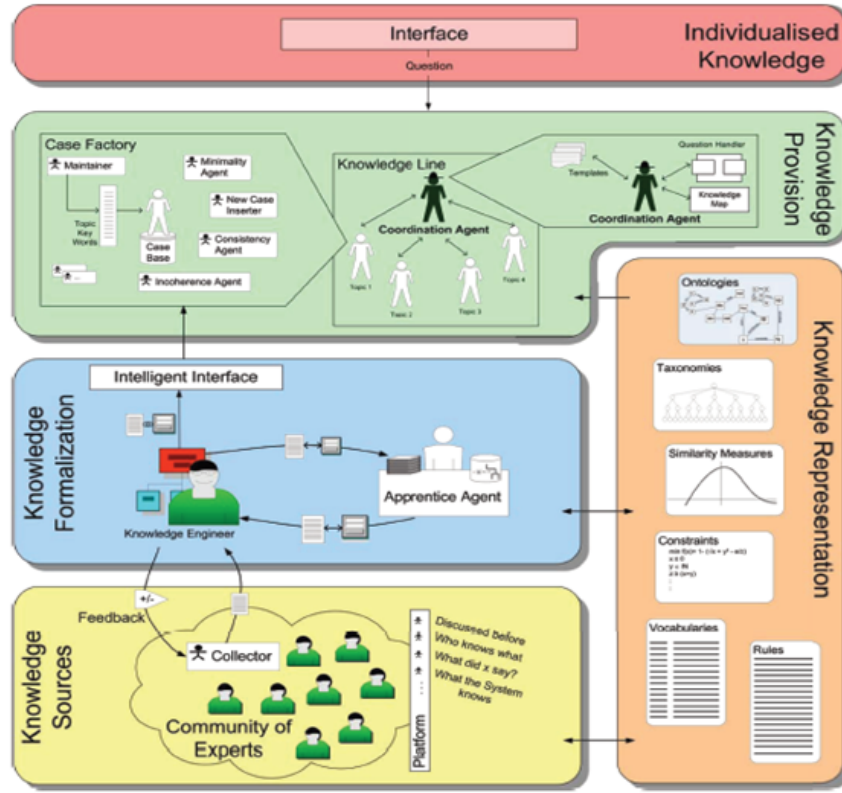 Interface
Individualised
Knowledge
Question
Case Factory
Maintainer
Topic
Key
Words
Case
Base
Minimality
Agent
New Case
Inserter
Consistency
Agent
Incoherence Agent
...
Knowledge Line
Coordination Agent
Topic 1
Topic 2
Topic 3
Topic 4
Templates
Question Handler
Knowledge
Map
Coordination Agent
Knowledge
Provision
Intelligent Interface
Knowledge
Formalization
Knowledge Engineer
Apprentice Agent
Feedback
+/-
Knowledge
Sources
Collector
Community of
Experts
Platform
...
Discussed before
Who knows what
What did x say?
What the System
knows
Knowledge Representation
Ontologies
Taxonomies
Similarity Measures
Constraints
Vocabularies
Rules